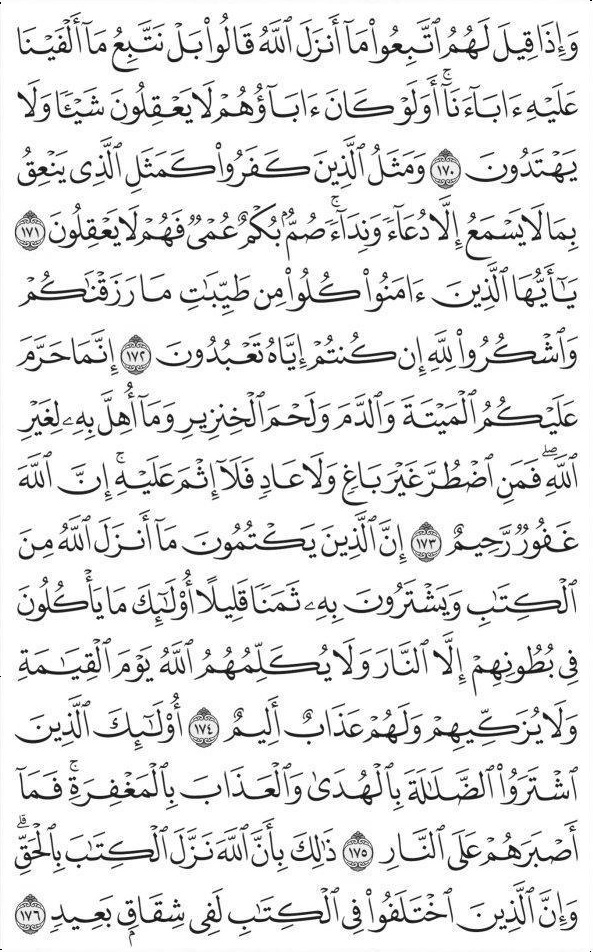 وَإِذَا قِيلَ لَهُمُ ٱتَّبِعُوا۟ مَآ أَنزَلَ ٱللَّهُ قَالُوا۟ بَلْ نَتَّبِعُ مَآ أَلْفَيْنَا
عَلَيْهِ ءَابَآءَنَآۚ أَوَلَوْ كَانَ ءَابَآؤُهُمْ لَا يَعْقِلُونَ شَيْـًٔا وَلَا
يَهْتَدُونَ ١٧٠ وَمَثَلُ ٱلَّذِينَ كَفَرُوا۟ كَمَثَلِ ٱلَّذِى يَنْعِقُ
بِمَا لَا يَسْمَعُ إِلَّا دُعَآءً وَنِدَآءًۚ صُمٌّۢ بُكْمٌ عُمْىٌ فَهُمْ لَا يَعْقِلُونَ ١٧١
يَـٰٓأَيُّهَا ٱلَّذِينَ ءَامَنُوا۟ كُلُوا۟ مِن طَيِّبَـٰتِ مَا رَزَقْنَـٰكُمْ
وَٱشْكُرُوا۟ لِلَّهِ إِن كُنتُمْ إِيَّاهُ تَعْبُدُونَ ١٧٢ إِنَّمَا حَرَّمَ
عَلَيْكُمُ ٱلْمَيْتَةَ وَٱلدَّمَ وَلَحْمَ ٱلْخِنزِيرِ وَمَآ أُهِلَّ بِهِۦ لِغَيْرِ
ٱللَّهِۖ فَمَنِ ٱضْطُرَّ غَيْرَ بَاغٍ وَلَا عَادٍ فَلَآ إِثْمَ عَلَيْهِۚ إِنَّ ٱللَّهَ
غَفُورٌ رَّحِيمٌ ١٧٣ إِنَّ ٱلَّذِينَ يَكْتُمُونَ مَآ أَنزَلَ ٱللَّهُ مِنَ
ٱلْكِتَـٰبِ وَيَشْتَرُونَ بِهِۦ ثَمَنًا قَلِيلًا أُو۟لَـٰٓئِكَ مَا يَأْكُلُونَ
فِى بُطُونِهِمْ إِلَّا ٱلنَّارَ وَلَا يُكَلِّمُهُمُ ٱللَّهُ يَوْمَ ٱلْقِيَـٰمَةِ
وَلَا يُزَكِّيهِمْ وَلَهُمْ عَذَابٌ أَلِيمٌ ١٧٤ أُو۟لَـٰٓئِكَ ٱلَّذِينَ
ٱشْتَرَوُا۟ ٱلضَّلَـٰلَةَ بِٱلْهُدَىٰ وَٱلْعَذَابَ بِٱلْمَغْفِرَةِۚ فَمَآ
أَصْبَرَهُمْ عَلَى ٱلنَّارِ ١٧٥ ذَٰلِكَ بِأَنَّ ٱللَّهَ نَزَّلَ ٱلْكِتَـٰبَ بِٱلْحَقِّۗ
وَإِنَّ ٱلَّذِينَ ٱخْتَلَفُوا۟ فِى ٱلْكِتَـٰبِ لَفِى شِقَاقٍۭ بَعِيدٍ ١٧٦